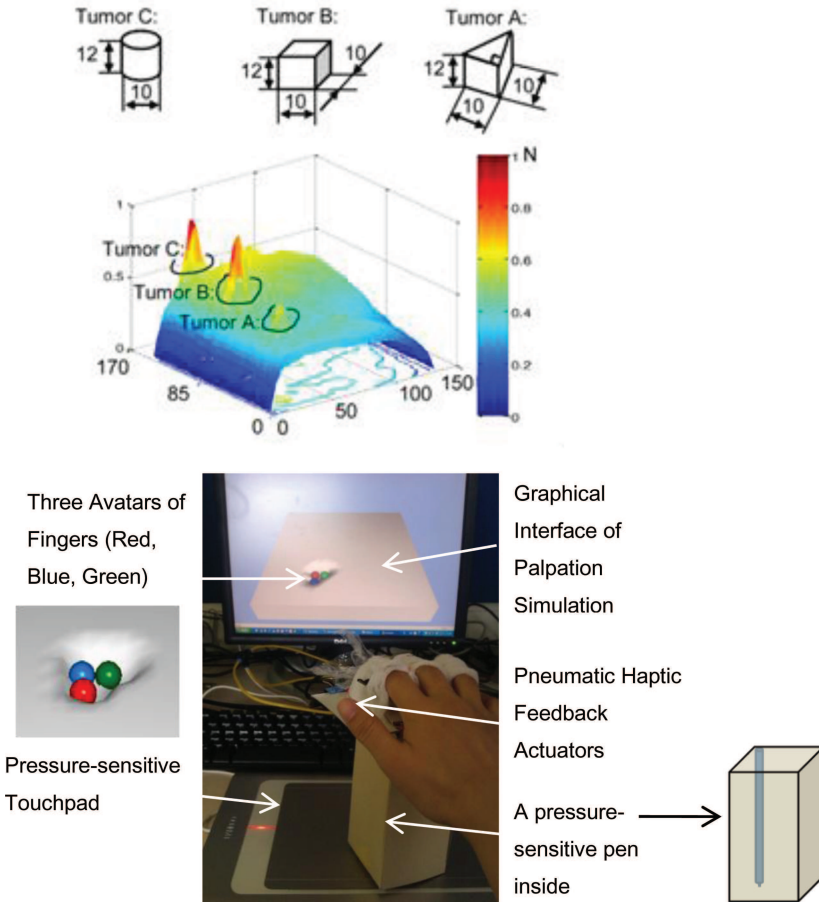 Tumor C:
Tumor B:
Tumor A:
12
10
12
10
10
12
10
10
1
0.5
0
Tumor C:
Tumor B:
Tumor A:
170
85
0
0
50
100
150
1 N
0.8
0.6
0.4
0.2
0
Three Avatars of
Fingers (Red,
Blue, Green)
Graphical
Interface of
Palpation
Simulation
Pneumatic Haptic
Feedback
Actuators
Pressure-sensitive
Touchpad
A pressure-
sensitive pen
inside